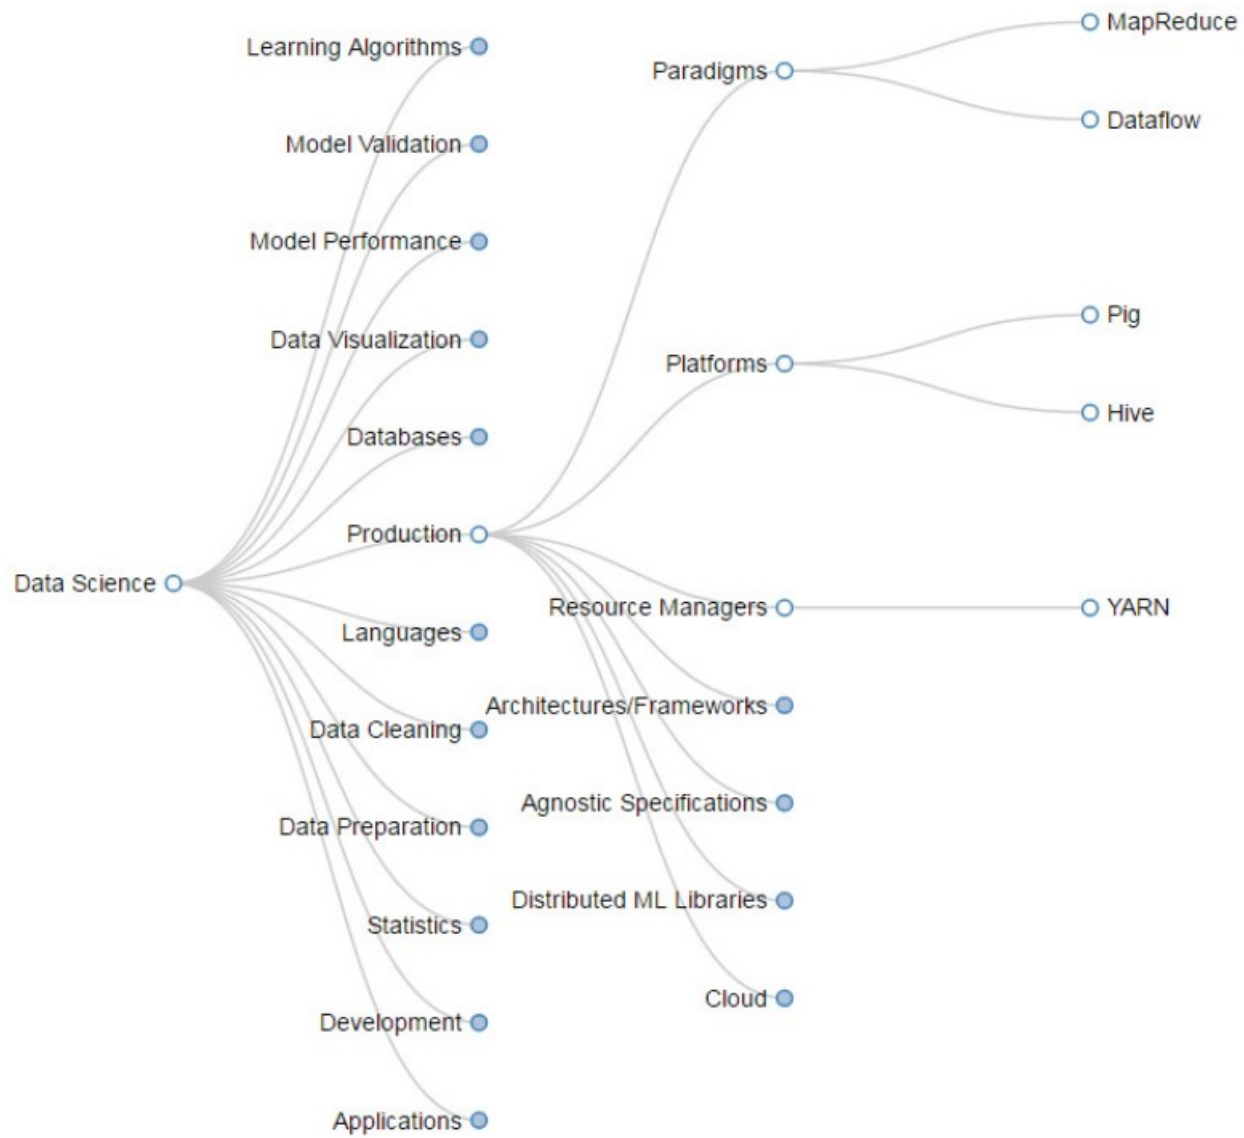 Data Science
Learning Algorithms
Model Validation
Model Performance
Data Visualization
Databases
Production
Languages
Data Cleaning
Data Preparation
Statistics
Development
Applications
Paradigms
Platforms
Resource Managers
Architectures/Frameworks
Agnostic Specifications
Distributed ML Libraries
Cloud
MapReduce
Dataflow
Pig
Hive
YARN